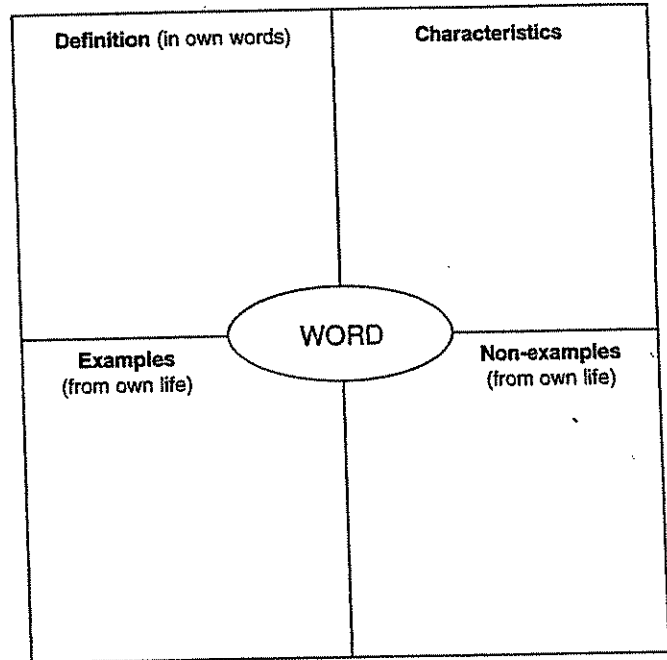 Definition (in own words)
Characteristics
WORD
Examples
(from own life)
Non-examples
(from own life)